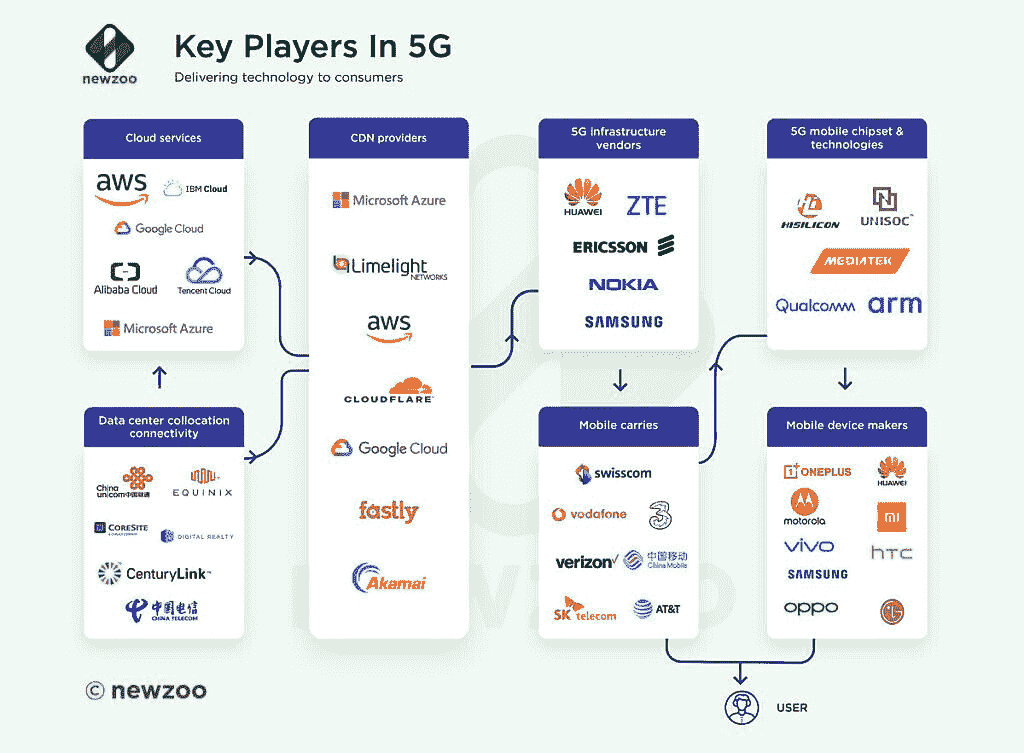 newzoo
Key Players In 5G
Delivering technology to consumers
Cloud services
aws
IBM Cloud
Google Cloud
Alibaba Cloud
Tencent Cloud
Microsoft Azure
Data center collocation
connectivity
China
unicom中国联通
EQUINIX
CORESITE
DIGITAL REALTY
CenturyLink™
中国电信
CHINA TELECOM
CDN providers
Microsoft Azure
Limelight
NETWORKS
aws
CLOUDFLARE
Google Cloud
fastly
Akamai
5G infrastructure
vendors
HUAWEI
ZTE
ERICSSON
NOKIA
SAMSUNG
Mobile carries
swisscom
vodafone
3
verizon✓
中国移动
China Mobile
SK telecom
AT&T
5G mobile chipset &
technologies
Hi
HISILICON
UNISOC™
MEDIATEK
Qualcomm
arm
Mobile device makers
1+ ONEPLUS
HUAWEI
motorola
mi
vivo
hTC
SAMSUNG
oppo
LG
USER
© newzoo